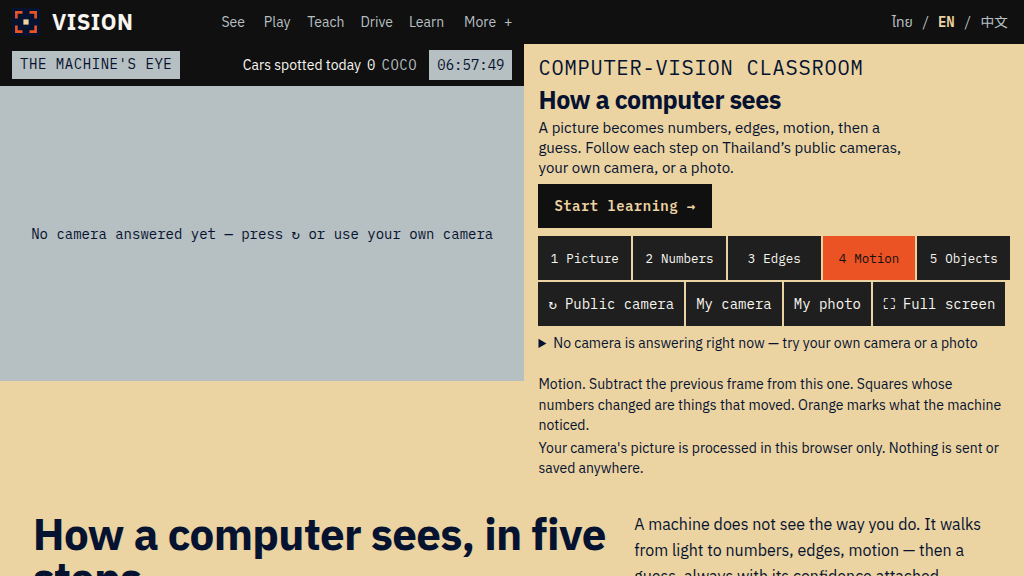 VISION
See Play Teach Drive Learn More +
ไทย / EN / 中文
THE MACHINE'S EYE
Cars spotted today 0 COCO 06:57:49
No camera answered yet — press ↻ or use your own camera
COMPUTER-VISION CLASSROOM
How a computer sees
A picture becomes numbers, edges, motion, then a
guess. Follow each step on Thailand’s public cameras,
your own camera, or a photo.
Start learning →
1 Picture 2 Numbers 3 Edges 4 Motion 5 Objects
↻ Public camera My camera My photo ⛶ Full screen
▶ No camera is answering right now — try your own camera or a photo
Motion. Subtract the previous frame from this one. Squares whose
numbers changed are things that moved. Orange marks what the machine
noticed.
Your camera's picture is processed in this browser only. Nothing is sent or
saved anywhere.
How a computer sees, in five
steps
A machine does not see the way you do. It walks
from light to numbers, edges, motion — then a
guess, always with its confidence attached.